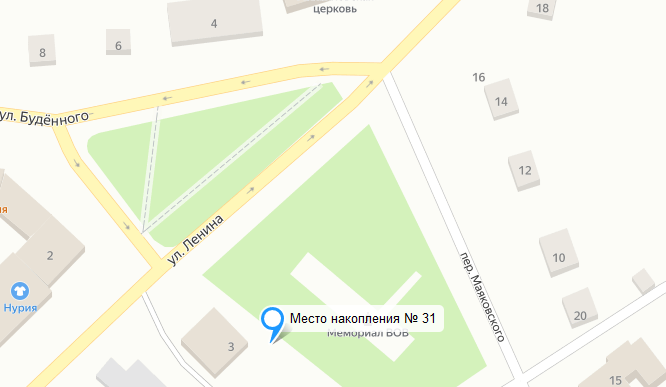 церковь
18
4
6
8
16
14
ул. Будённого
12
ул. Ленина
2
10
пер. Маяковского
Нурия
20
Место накопления № 31
Мемориал ВОВ
3
15